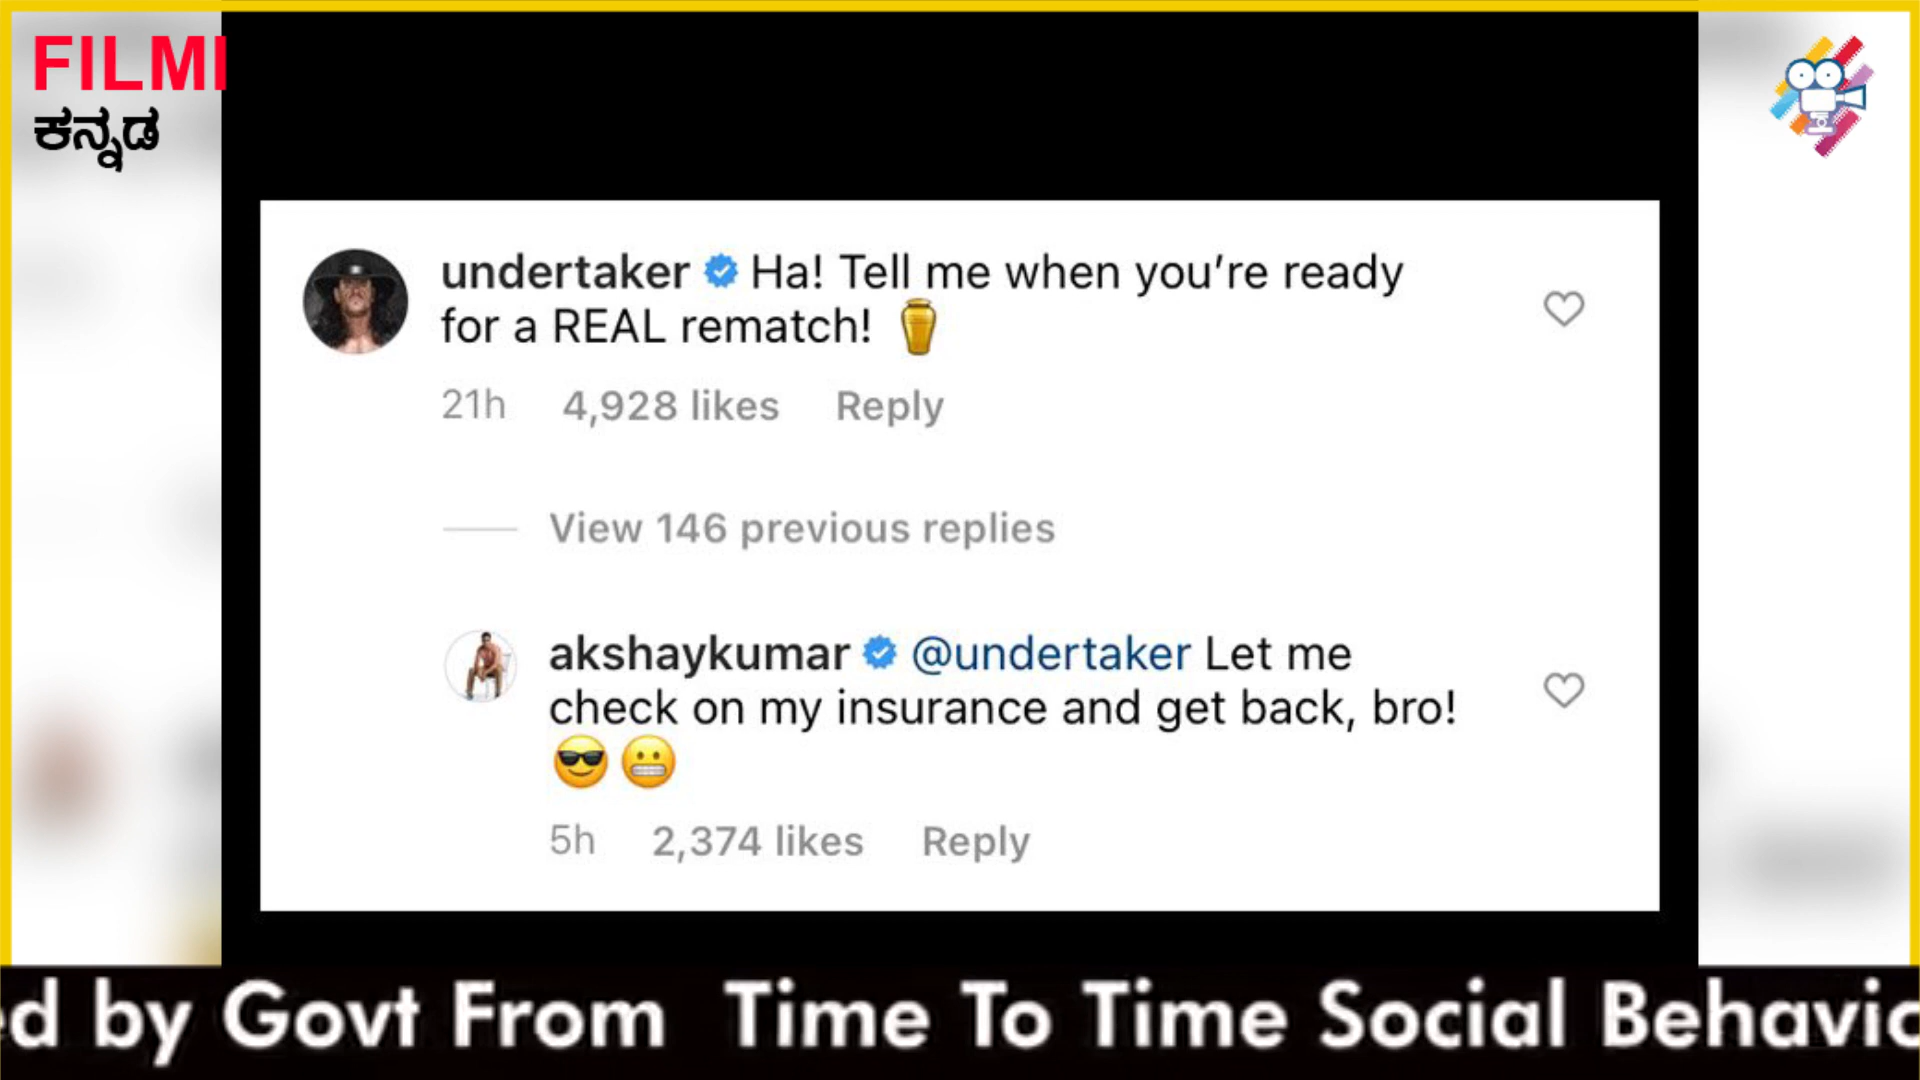 FILMI
ಕನ್ನಡ
undertaker Ha! Tell me when you’re ready
for a REAL rematch! ⚱️
21h 4,928 likes Reply
View 146 previous replies
akshaykumar @undertaker Let me
check on my insurance and get back, bro!
😎 😬
5h 2,374 likes Reply
by Govt From Time To Time Social